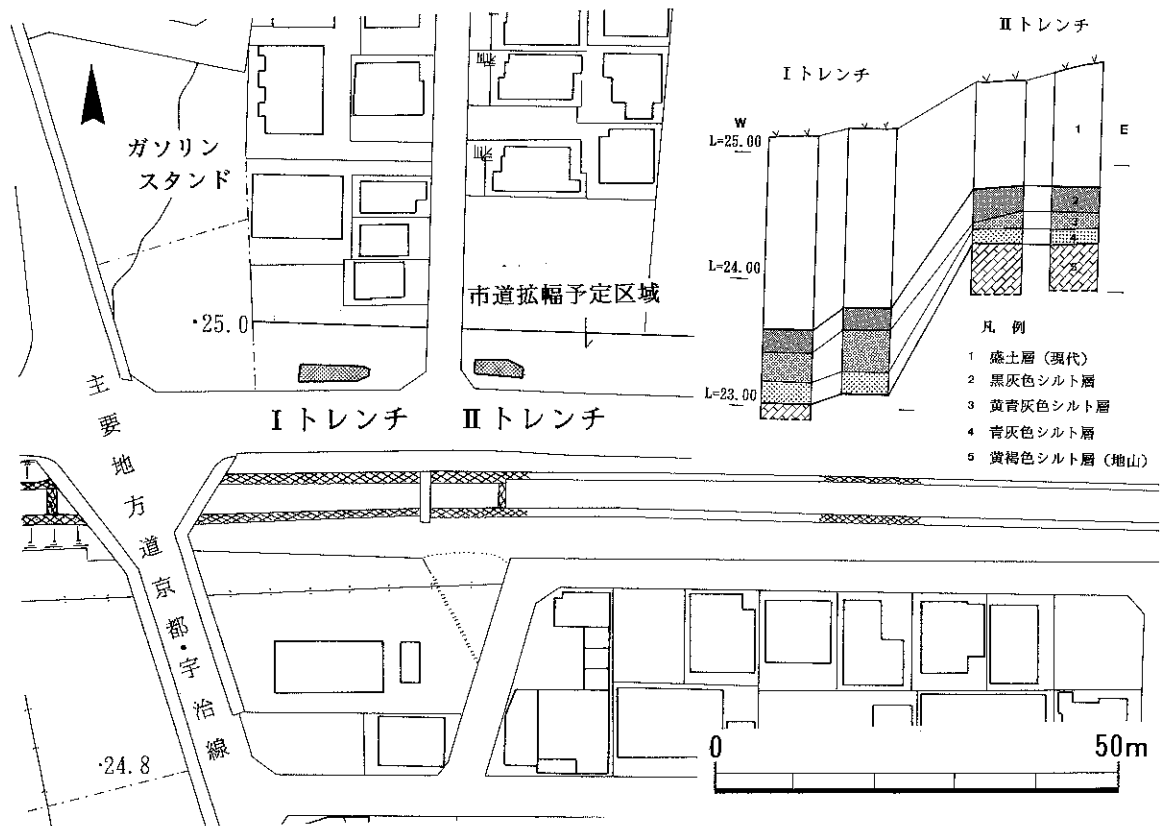 ガソリン
スタンド
・25.0
市道拡幅予定区域
Ⅰトレンチ Ⅱトレンチ
主要地方道京都・宇治線
・24.8
0 50m
Ⅱトレンチ
Ⅰトレンチ
W
E
L=25.00
L=24.00
L=23.00
1
2
3
4
5
凡例
1 盛土層(現代)
2 黒灰色シルト層
3 黄青灰色シルト層
4 青灰色シルト層
5 黄褐色シルト層(地山)